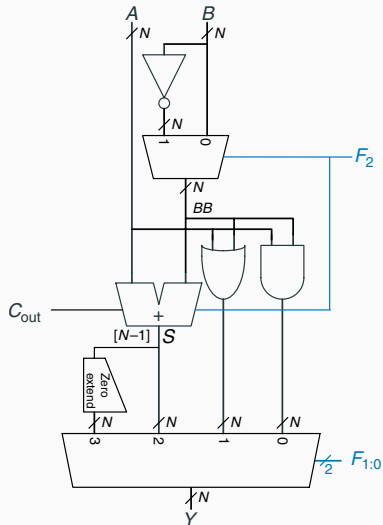 A B
N N
N
1 0
F2
N
BB
Cout
+
[N–1] S
Zero
extend
N N N N
3 2 1 0
2 F1:0
N
Y